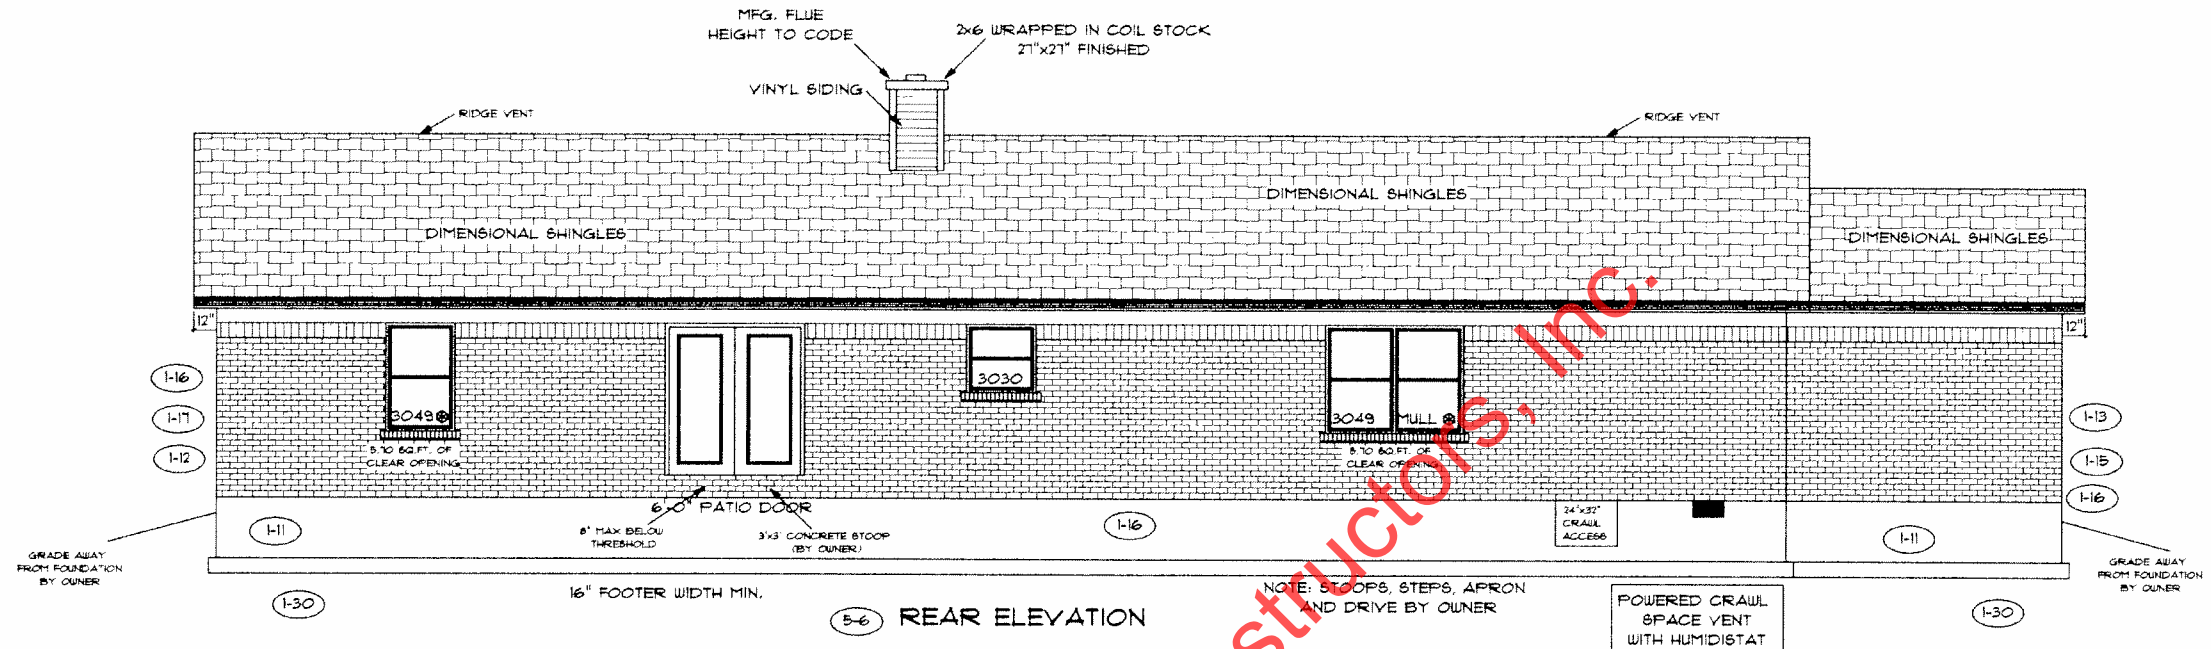 MFG. FLUE
HEIGHT TO CODE
2x6 WRAPPED IN COIL STOCK
27"x27" FINISHED
VINYL SIDING
RIDGE VENT
RIDGE VENT
DIMENSIONAL SHINGLES
DIMENSIONAL SHINGLES
DIMENSIONAL SHINGLES
12"
12"
1-16
1-17
1-12
3049
5.70 SQ.FT. OF
CLEAR OPENING
3030
3049
MULL
5.70 SQ.FT. OF
CLEAR OPENING
1-13
1-15
1-16
6'-0" PATIO DOOR
8" MAX BELOW
THRESHOLD
3'x3' CONCRETE STOOP
(BY OWNER)
1-11
1-16
24"x32"
CRAWL
ACCESS
1-11
GRADE AWAY
FROM FOUNDATION
BY OWNER
GRADE AWAY
FROM FOUNDATION
BY OWNER
1-30
16" FOOTER WIDTH MIN.
5-6
REAR ELEVATION
NOTE: STOOPS, STEPS, APRON
AND DRIVE BY OWNER
POWERED CRAWL
SPACE VENT
WITH HUMIDISTAT
1-30
structors, Inc.